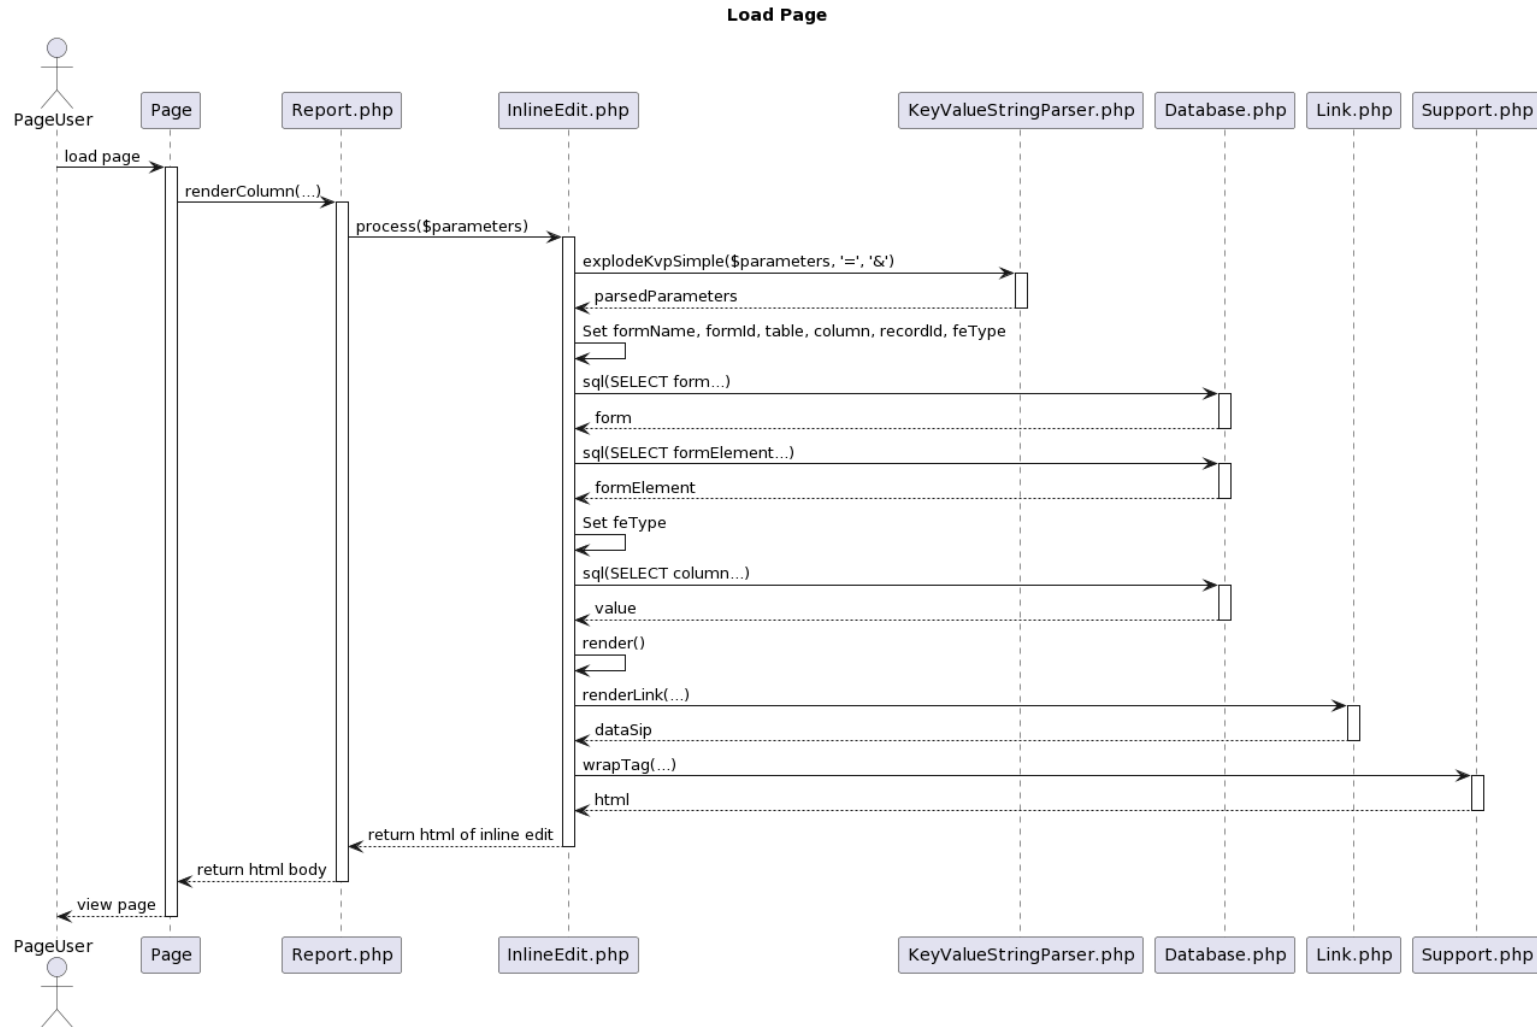 Load Page
PageUser
Page
Report.php
InlineEdit.php
KeyValueStringParser.php
Database.php
Link.php
Support.php
load page
renderColumn(...)
process($parameters)
explodeKvpSimple($parameters, '=', '&')
parsedParameters
Set formName, formId, table, column, recordId, feType
sql(SELECT form...)
form
sql(SELECT formElement...)
formElement
Set feType
sql(SELECT column...)
value
render()
renderLink(...)
dataSip
wrapTag(...)
html
return html of inline edit
return html body
view page
PageUser
Page
Report.php
InlineEdit.php
KeyValueStringParser.php
Database.php
Link.php
Support.php